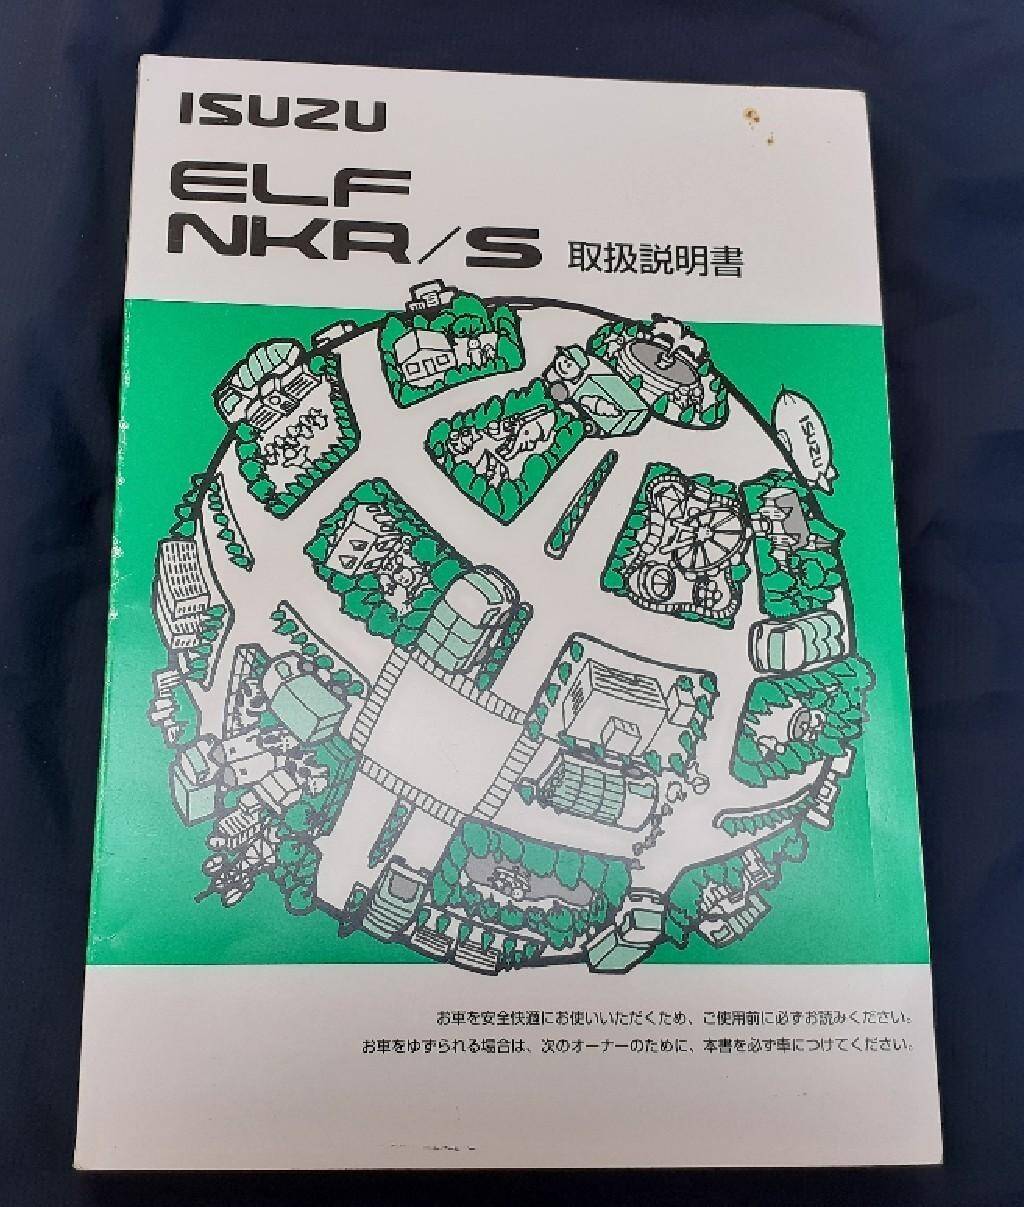 ISUZU
ELF
NKR/S 取扱説明書
ISUZU
お車を安全快適にお使いいただくため、ご使用前に必ずお読みください。
お車をゆずられる場合は、次のオーナーのために、本書を必ず車につけてください。